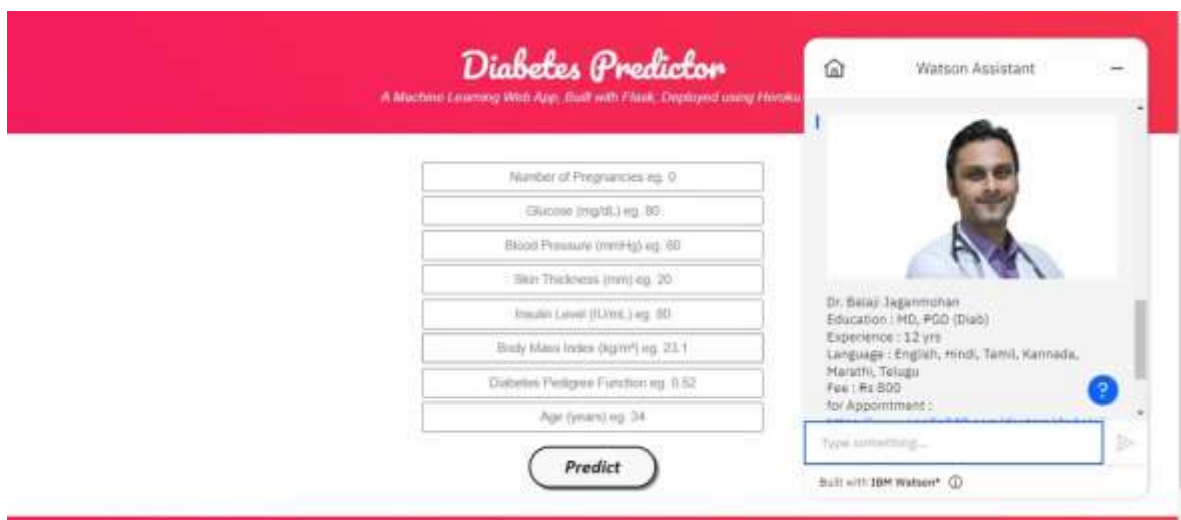 Diabetes Predictor
A Machine Learning Web App, Built with Flask, Deployed using Heroku
Number of Pregnancies eg. 0
Glucose (mg/dL) eg. 80
Blood Pressure (mmHg) eg. 80
Skin Thickness (mm) eg. 20
Insulin Level (IU/mL) eg. 80
Body Mass Index (kg/m²) eg. 23.1
Diabetes Pedigree Function eg. 0.52
Age (years) eg. 34
Predict
Watson Assistant
Dr. Balaji Jaganmohan
Education : MD, PGD (Diab)
Experience : 12 yrs
Language : English, Hindi, Tamil, Kannada,
Marathi, Telugu
Fee : Rs 800
for Appointment :
?
Type something...
Built with IBM Watson®